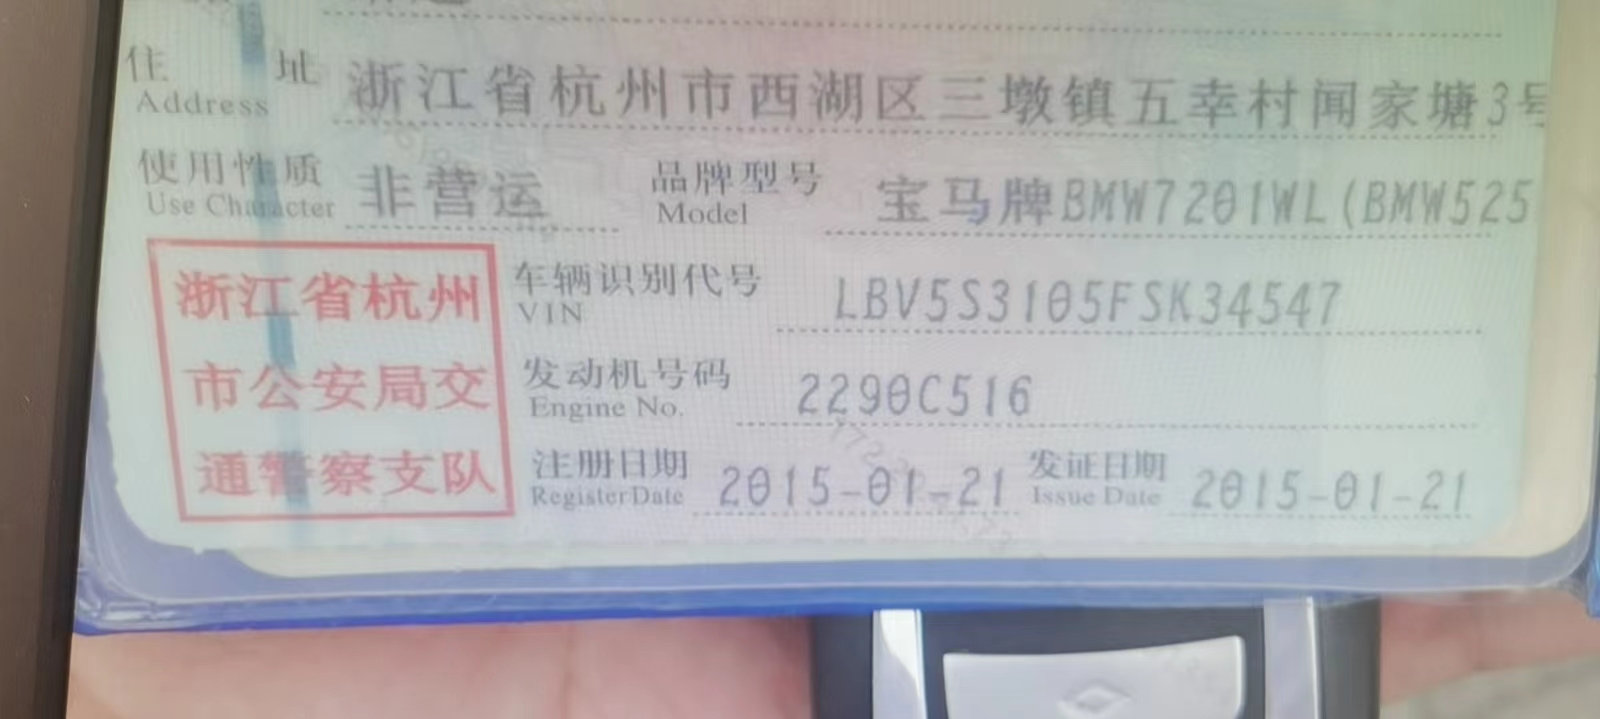 住 址 浙江省杭州市西湖区三墩镇五幸村闻家塘3号
Address
使用性质 非营运 品牌型号 宝马牌BMW7201WL(BMW525
Use Character Model
浙江省杭州
市公安局交
通警察支队
车辆识别代号 LBV5S3105FSK34547
VIN
发动机号码 2290C516
Engine No.
注册日期 2015-01-21 发证日期 2015-01-21
Register Date Issue Date